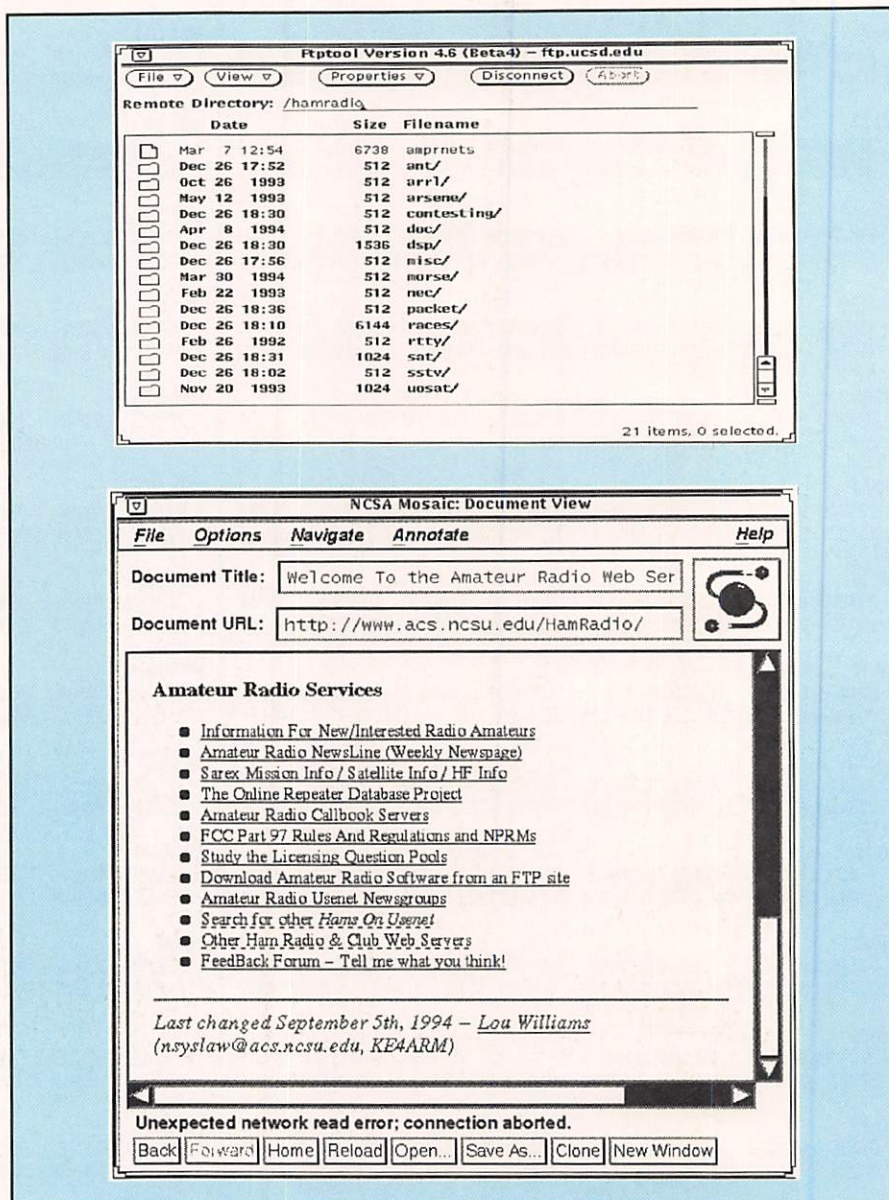 Ftptool Version 4.6 (Beta4) – ftp.ucsd.edu
File View Properties Disconnect Abort
Remote Directory: /hamradio
Date Size Filename
Mar 7 12:54 6738 amprnets
Dec 26 17:52 512 ant/
Oct 26 1993 512 arrl/
May 12 1993 512 arsene/
Dec 26 18:30 512 contesting/
Apr 8 1994 512 doc/
Dec 26 18:30 1536 dsp/
Dec 26 17:56 512 misc/
Mar 30 1994 512 morse/
Feb 22 1993 512 nec/
Dec 26 18:36 512 packet/
Dec 26 18:10 6144 races/
Feb 26 1992 512 rtty/
Dec 26 18:31 1024 sat/
Dec 26 18:02 512 sstv/
Nov 20 1993 1024 uosat/
21 items, 0 selected.
NCSA Mosaic: Document View
File Options Navigate Annotate Help
Document Title: Welcome To the Amateur Radio Web Ser
Document URL: http://www.acs.ncsu.edu/HamRadio/
Amateur Radio Services
Information For New/Interested Radio Amateurs
Amateur Radio NewsLine (Weekly Newspage)
Sarex Mission Info / Satellite Info / HF Info
The Online Repeater Database Project
Amateur Radio Callbook Servers
FCC Part 97 Rules And Regulations and NPRMs
Study the Licensing Question Pools
Download Amateur Radio Software from an FTP site
Amateur Radio Usenet Newsgroups
Search for other Hams On Usenet
Other Ham Radio & Club Web Servers
FeedBack Forum – Tell me what you think!
Last changed September 5th, 1994 – Lou Williams
(nsyslaw@acs.ncsu.edu, KE4ARM)
Unexpected network read error; connection aborted.
Back Forward Home Reload Open... Save As... Clone New Window